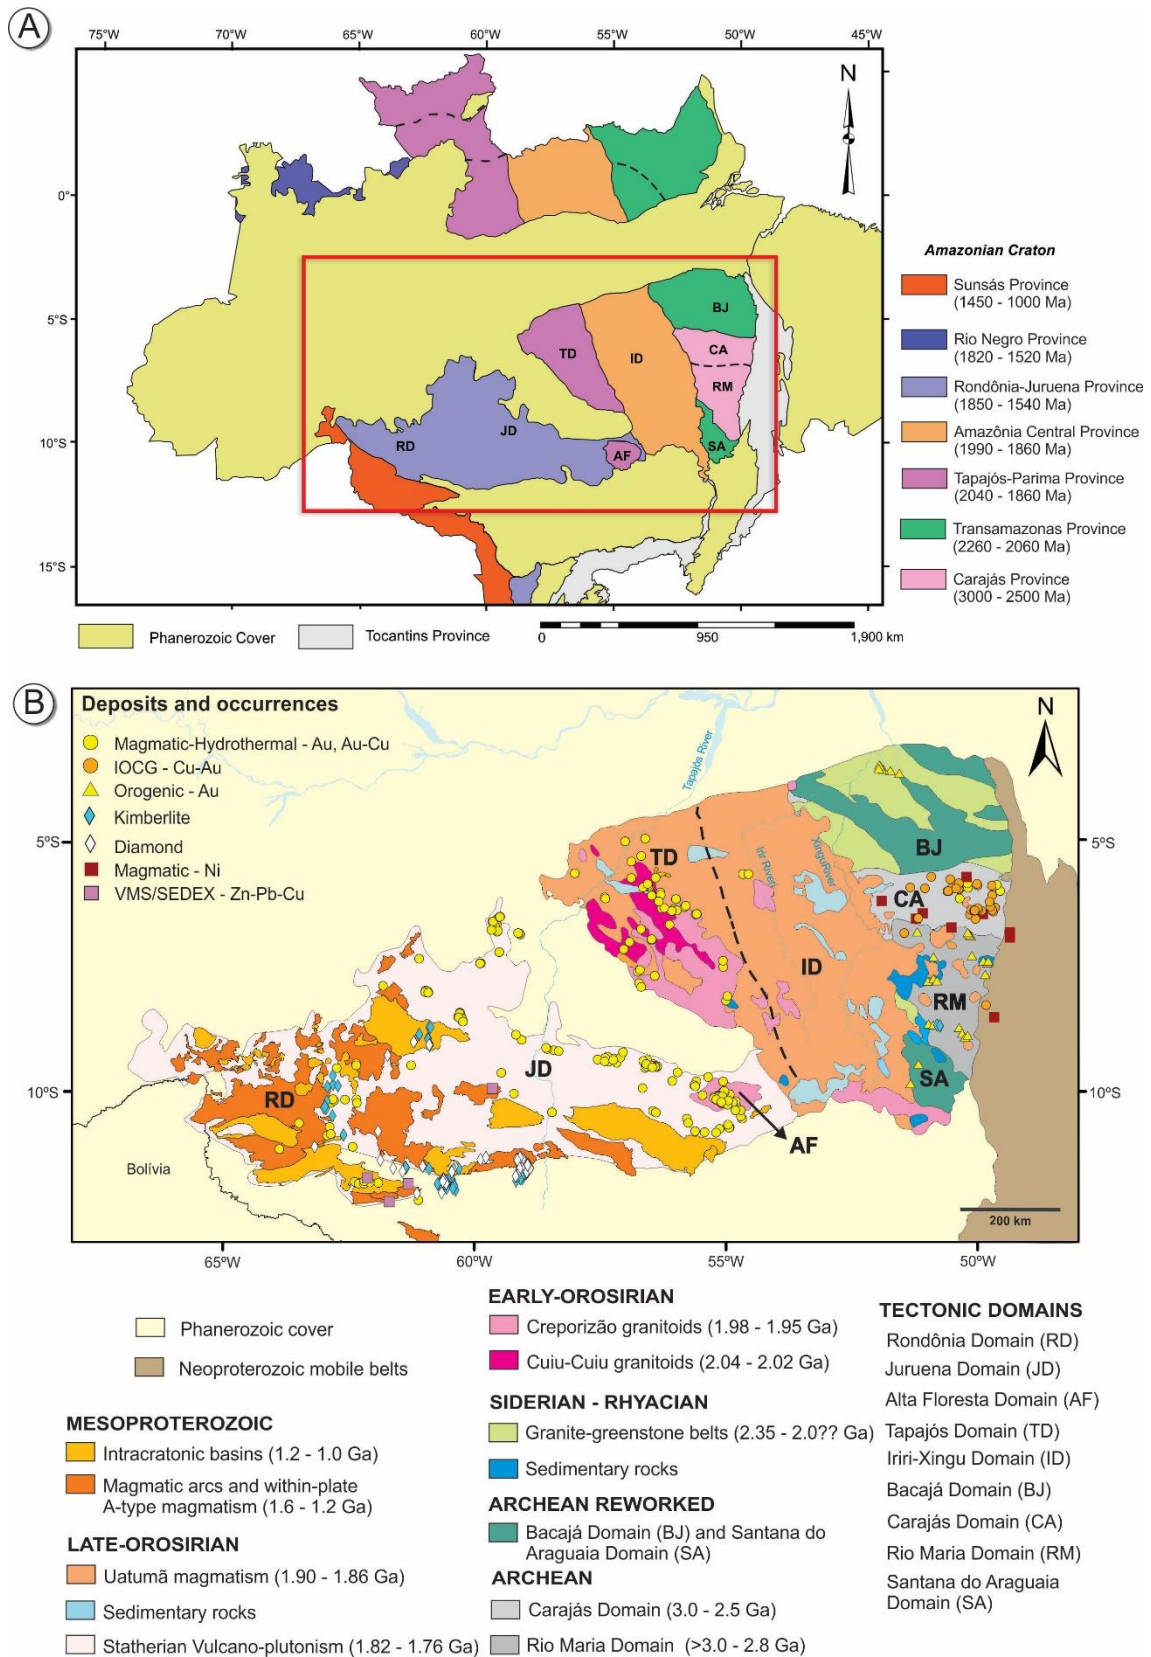 A
75°W 70°W 65°W 60°W 55°W 50°W 45°W
N
0°
5°S
10°S
15°S
BJ
CA
TD
ID
RM
JD
RD
AF
SA
Amazonian Craton
Sunsás Province
(1450 - 1000 Ma)
Rio Negro Province
(1820 - 1520 Ma)
Rondônia-Juruena Province
(1850 - 1540 Ma)
Amazônia Central Province
(1990 - 1860 Ma)
Tapajós-Parima Province
(2040 - 1860 Ma)
Transamazonas Province
(2260 - 2060 Ma)
Carajás Province
(3000 - 2500 Ma)
Phanerozoic Cover
Tocantins Province
0 950 1,900 km
B
Deposits and occurrences
Magmatic-Hydrothermal - Au, Au-Cu
IOCG - Cu-Au
Orogenic - Au
Kimberlite
Diamond
Magmatic - Ni
VMS/SEDEX - Zn-Pb-Cu
N
Tapajós River
Irir River
XinguRiver
5°S
5°S
10°S
10°S
BJ
TD
CA
ID
RM
JD
SA
RD
AF
Bolívia
200 km
65°W 60°W 55°W 50°W
Phanerozoic cover
Neoproterozoic mobile belts
MESOPROTEROZOIC
Intracratonic basins (1.2 - 1.0 Ga)
Magmatic arcs and within-plate
A-type magmatism (1.6 - 1.2 Ga)
LATE-OROSIRIAN
Uatumã magmatism (1.90 - 1.86 Ga)
Sedimentary rocks
Statherian Vulcano-plutonism (1.82 - 1.76 Ga)
EARLY-OROSIRIAN
Creporizão granitoids (1.98 - 1.95 Ga)
Cuiu-Cuiu granitoids (2.04 - 2.02 Ga)
SIDERIAN - RHYACIAN
Granite-greenstone belts (2.35 - 2.0?? Ga)
Sedimentary rocks
ARCHEAN REWORKED
Bacajá Domain (BJ) and Santana do
Araguaia Domain (SA)
ARCHEAN
Carajás Domain (3.0 - 2.5 Ga)
Rio Maria Domain (>3.0 - 2.8 Ga)
TECTONIC DOMAINS
Rondônia Domain (RD)
Juruena Domain (JD)
Alta Floresta Domain (AF)
Tapajós Domain (TD)
Iriri-Xingu Domain (ID)
Bacajá Domain (BJ)
Carajás Domain (CA)
Rio Maria Domain (RM)
Santana do Araguaia
Domain (SA)